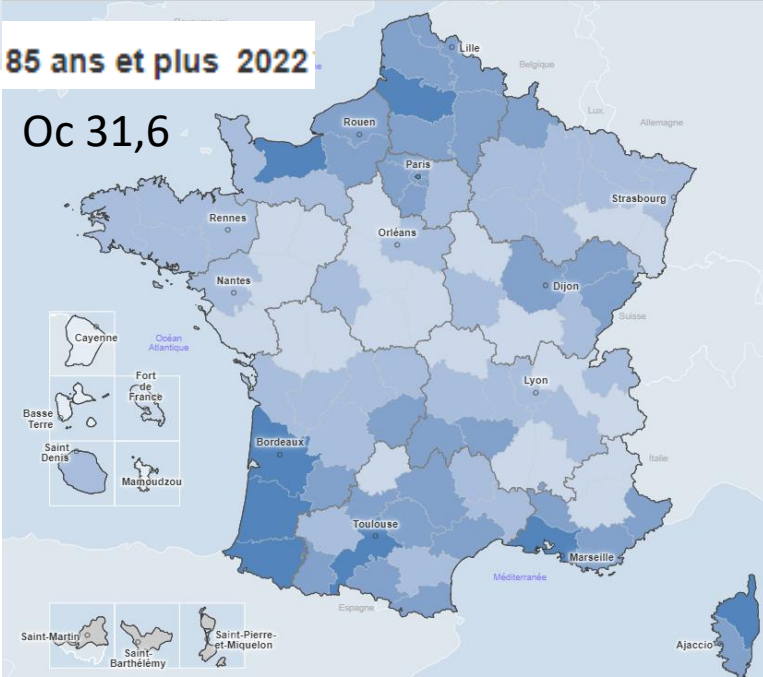 85 ans et plus 2022
Oc 31,6
Lille
Belgique
Lux.
Allemagne
Rouen
Paris
Strasbourg
Rennes
Orléans
Nantes
Dijon
Suisse
Cayenne
Océan
Atlantique
Fort
de
France
Basse
Terre
Lyon
Bordeaux
Saint
Denis
Mamoudzou
Italie
Toulouse
Marseille
Méditerranée
Espagne
Saint-Martin
Saint-
Barthélémy
Saint-Pierre-
et-Miquelon
Ajaccio